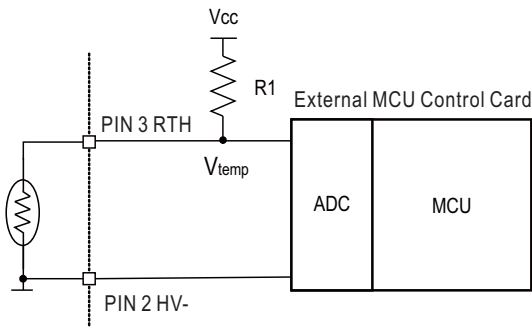 Vcc
R1
External MCU Control Card
PIN 3 RTH
Vtemp
ADC
MCU
PIN 2 HV-